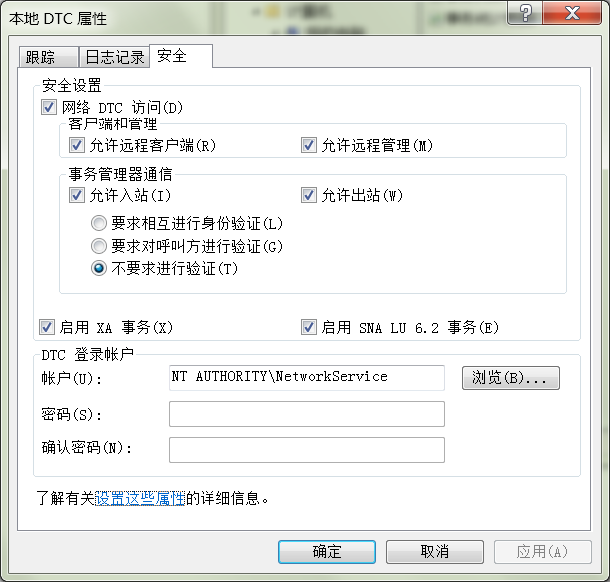 本地 DTC 属性
跟踪 日志记录 安全
安全设置
网络 DTC 访问(D)
客户端和管理
允许远程客户端(R) 允许远程管理(M)
事务管理器通信
允许入站(I) 允许出站(W)
要求相互进行身份验证(L)
要求对呼叫方进行验证(G)
不要求进行验证(T)
启用 XA 事务(X) 启用 SNA LU 6.2 事务(E)
DTC 登录帐户
帐户(U): NT AUTHORITY\NetworkService 浏览(B)...
密码(S):
确认密码(N):
了解有关设置这些属性的详细信息。
确定 取消 应用(A)